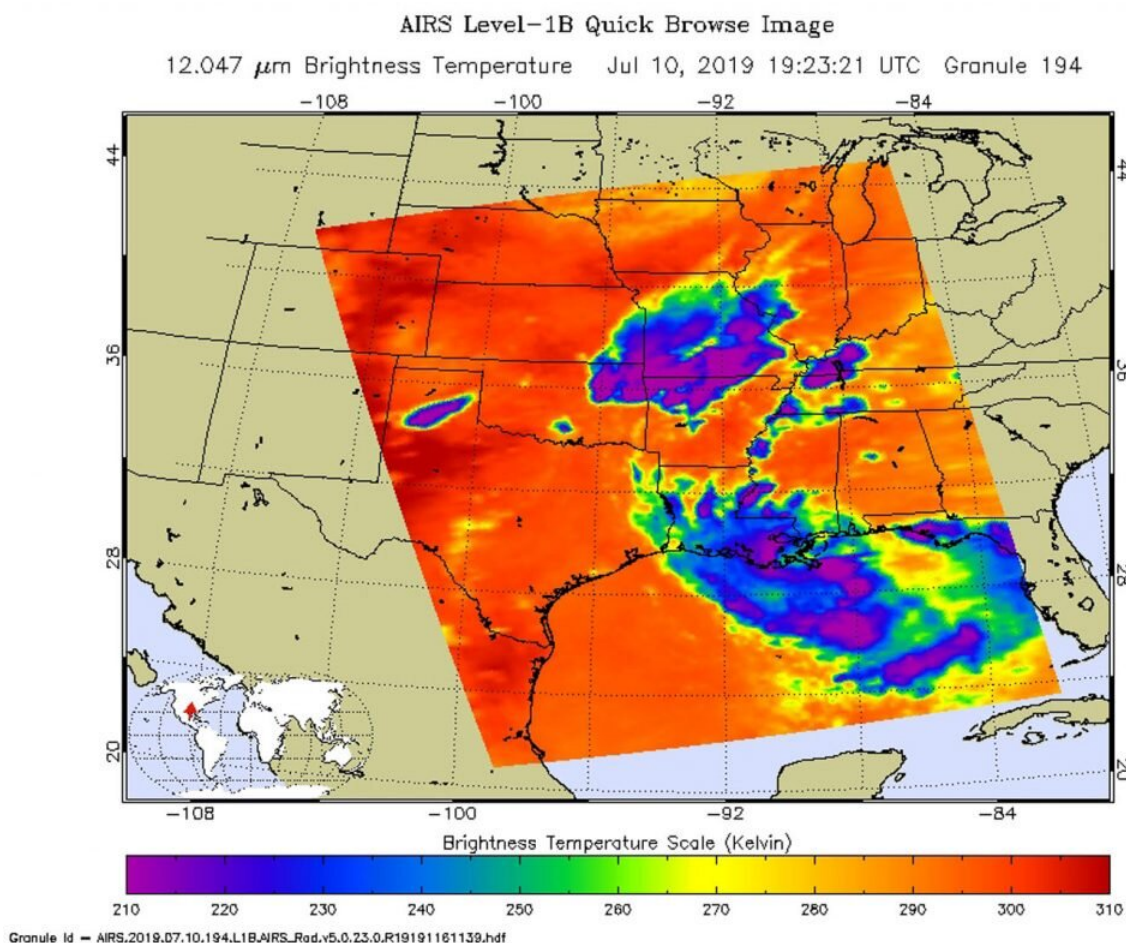 AIRS Level-1B Quick Browse Image
12.047 μm Brightness Temperature Jul 10, 2019 19:23:21 UTC Granule 194
-108 -100 -92 -84
44 44
36 36
28 28
20 20
-108 -100 -92 -84
Brightness Temperature Scale (Kelvin)
210 220 230 240 250 260 270 280 290 300 310
Granule Id - AIRS.2019.07.10.194.L1B.AIRS_Rad.v5.0.23.0.R19191161139.hdf